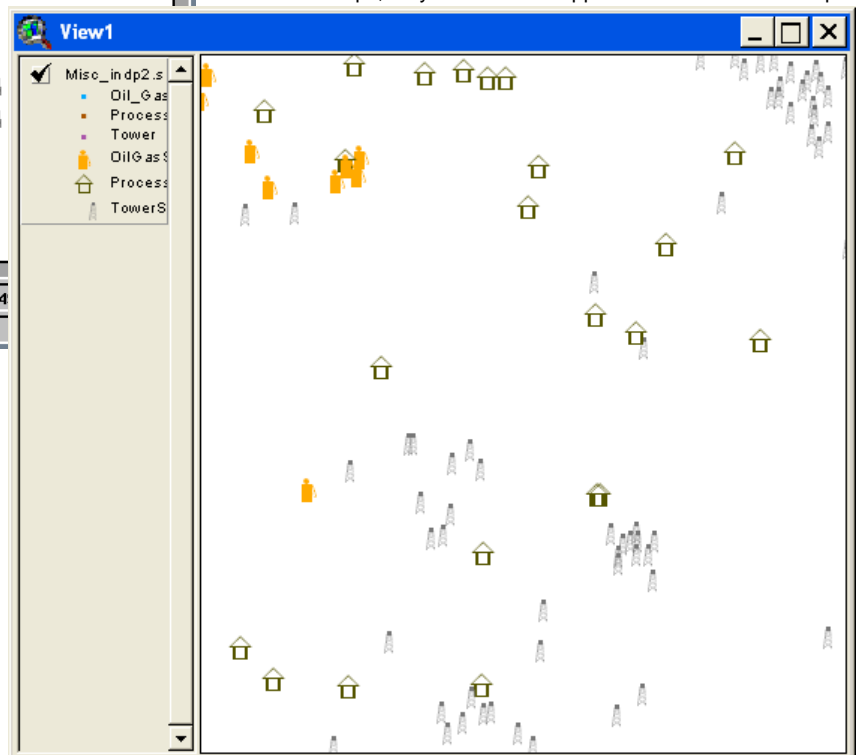 View1
Misc_indp2.s
Oil_Gas
Process
Tower
OilGasS
Process
TowerS